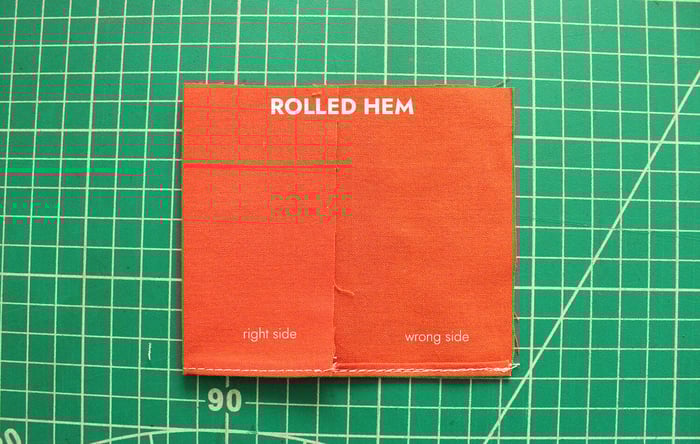 ROLLED HEM
right side
wrong side
90